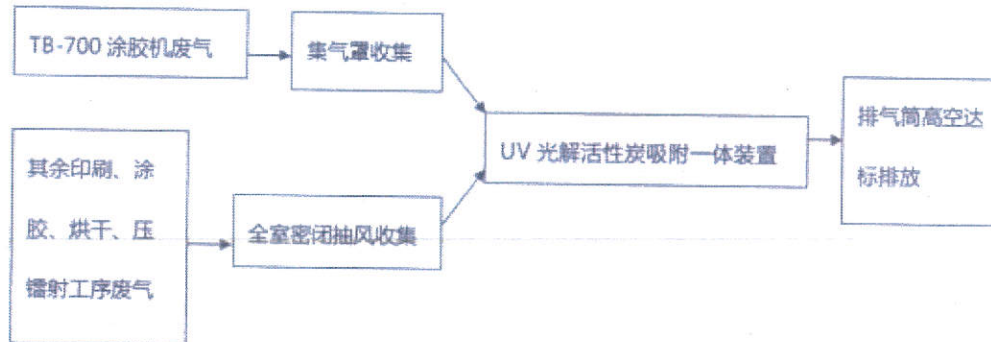 TB-700 涂胶机废气
集气罩收集
其余印刷、涂
胶、烘干、压
镭射工序废气
全室密闭抽风收集
UV 光解活性炭吸附一体装置
排气筒高空达
标排放